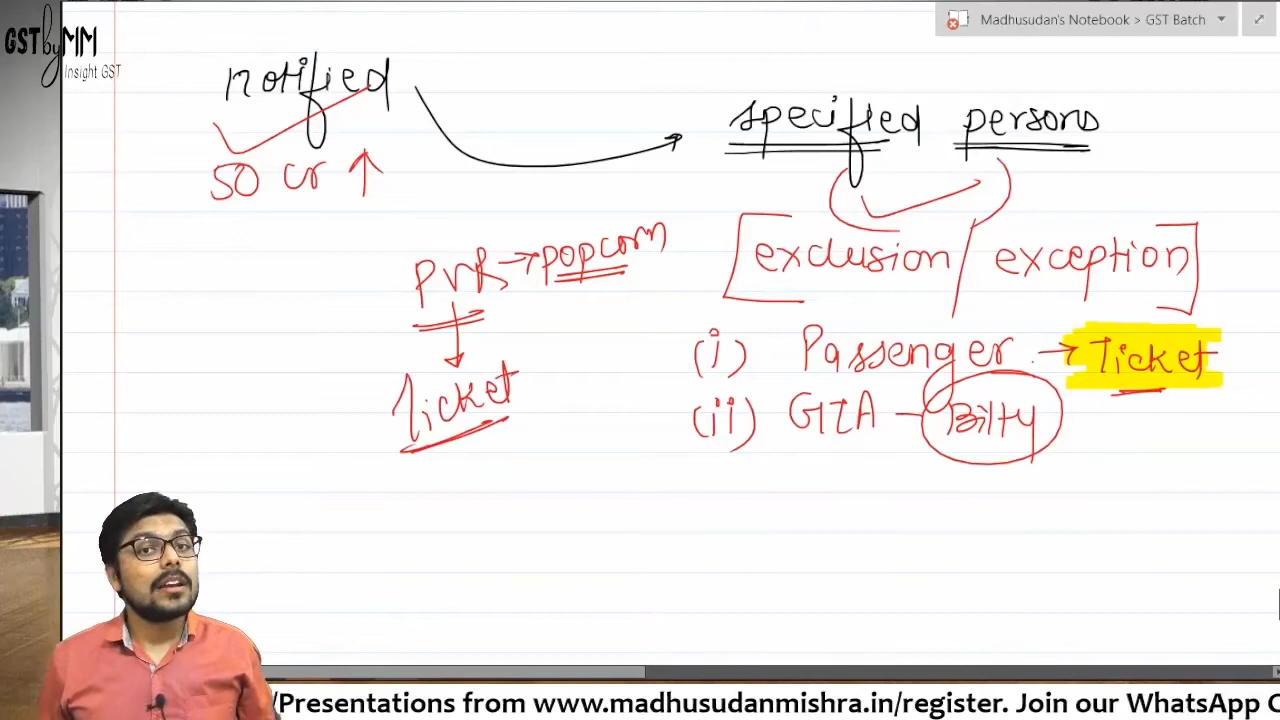 GST by MM
Insight GST
Madhusudan's Notebook > GST Batch
notified
50 cr ↑
specified persons
PVR → popcorn
Ticket
[exclusion / exception]
(i) Passenger → Ticket
(ii) GTA - Bilty
/Presentations from www.madhusudanmishra.in/register. Join our WhatsApp C